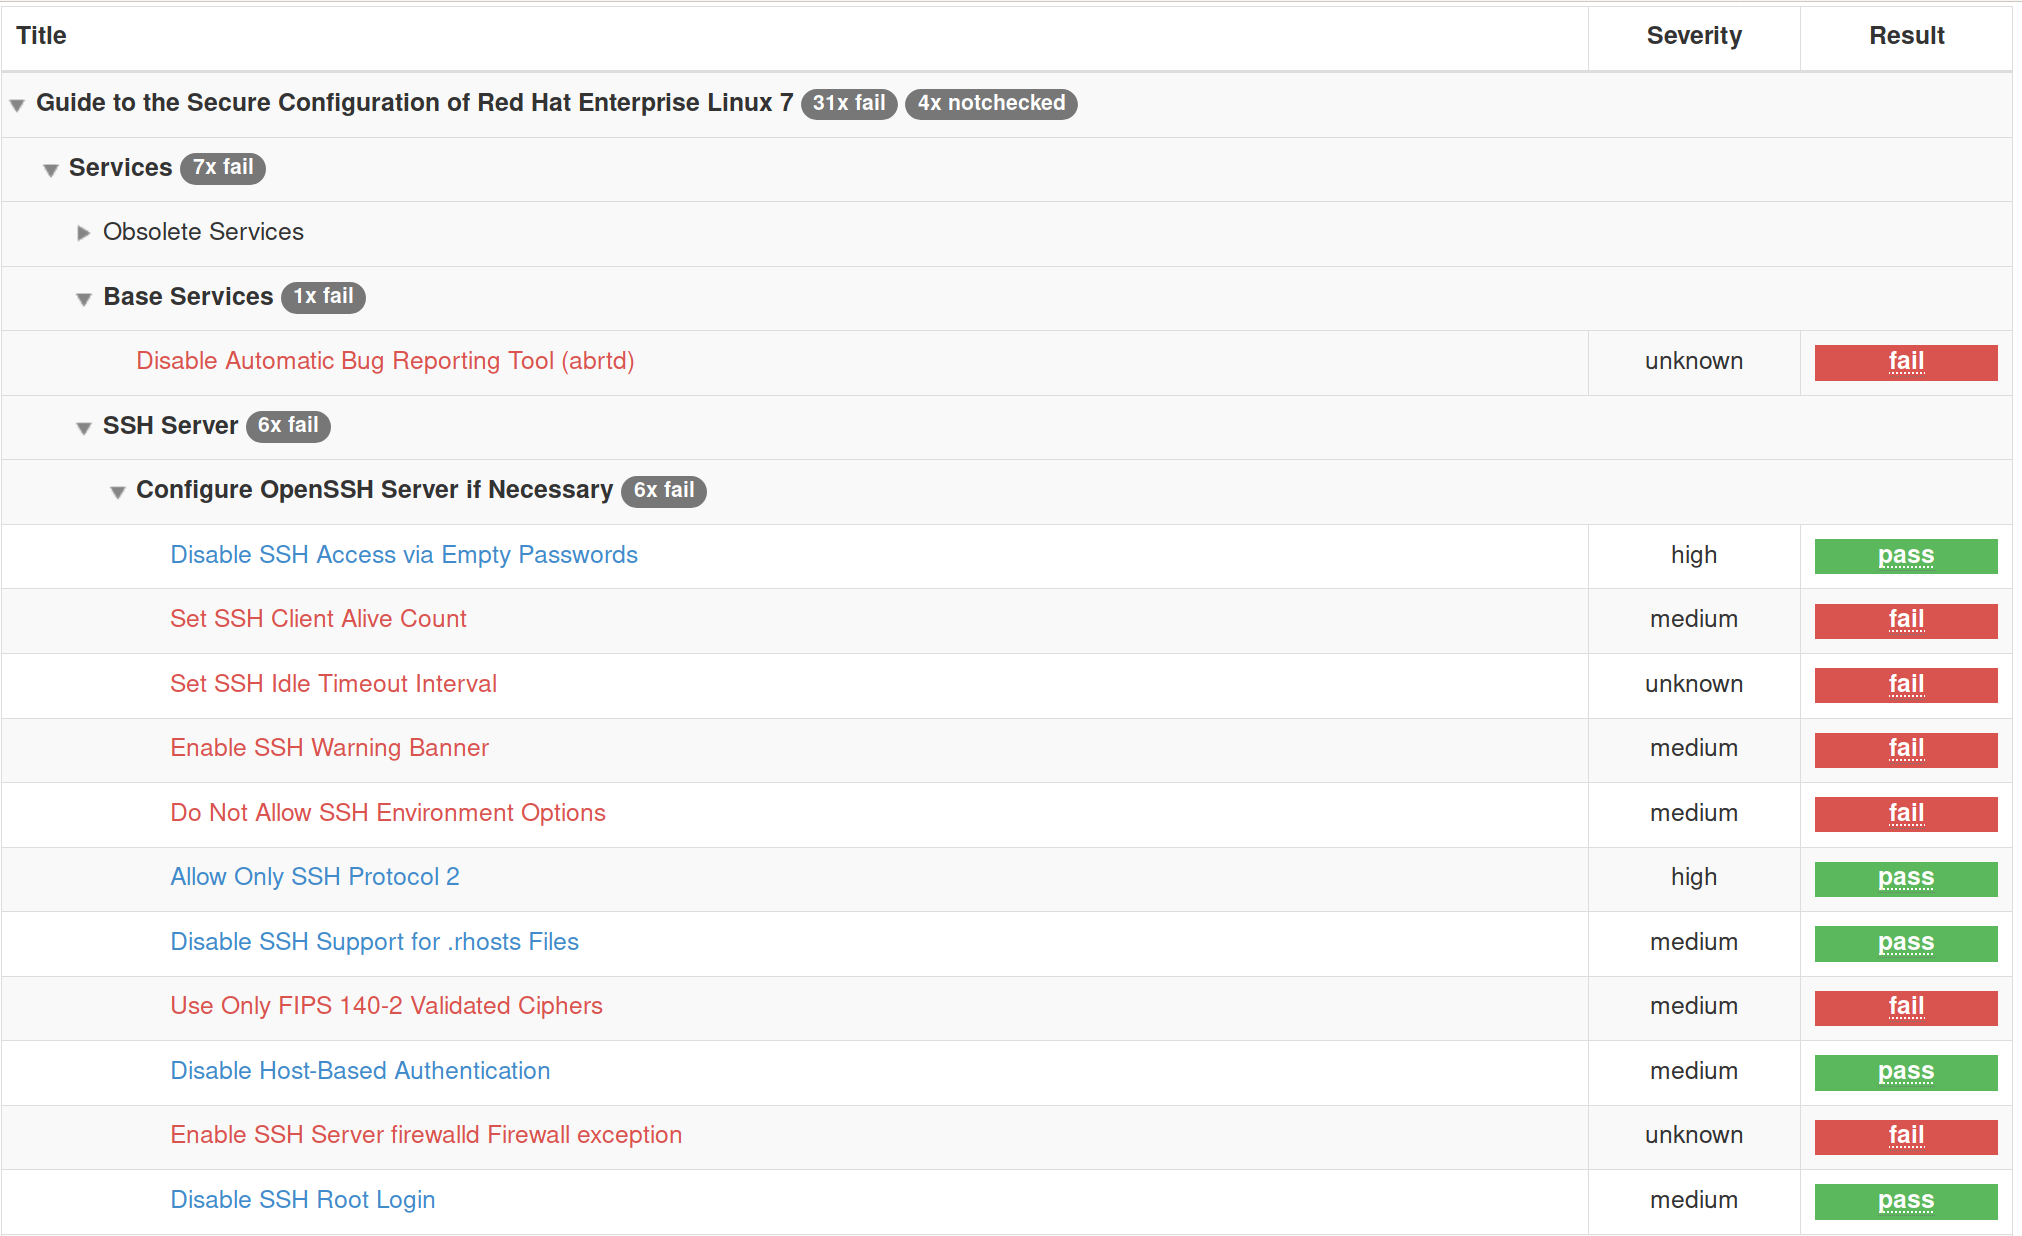 Title Severity Result
Guide to the Secure Configuration of Red Hat Enterprise Linux 7 31x fail 4x notchecked
Services 7x fail
Obsolete Services
Base Services 1x fail
Disable Automatic Bug Reporting Tool (abrtd) unknown fail
SSH Server 6x fail
Configure OpenSSH Server if Necessary 6x fail
Disable SSH Access via Empty Passwords high pass
Set SSH Client Alive Count medium fail
Set SSH Idle Timeout Interval unknown fail
Enable SSH Warning Banner medium fail
Do Not Allow SSH Environment Options medium fail
Allow Only SSH Protocol 2 high pass
Disable SSH Support for .rhosts Files medium pass
Use Only FIPS 140-2 Validated Ciphers medium fail
Disable Host-Based Authentication medium pass
Enable SSH Server firewalld Firewall exception unknown fail
Disable SSH Root Login medium pass